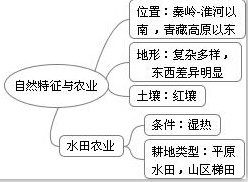 位置：秦岭-淮河以
南，青藏高原以东
地形：复杂多样，
东西差异明显
自然特征与农业
土壤：红壤
条件：湿热
水田农业
耕地类型：平原
水田，山区梯田